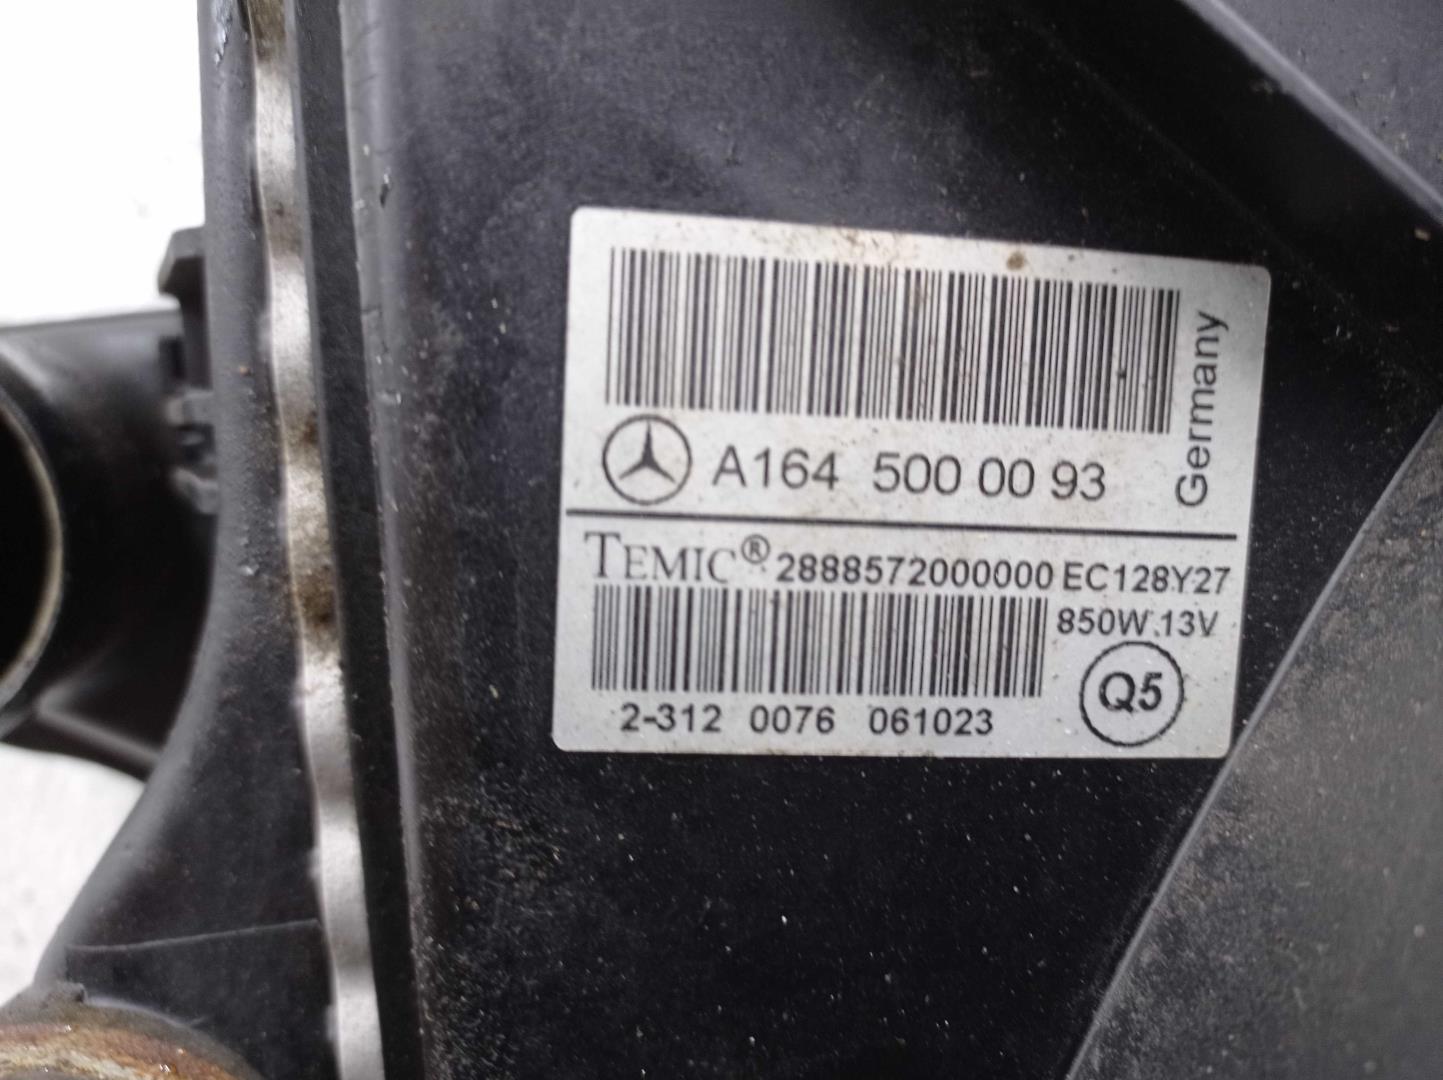 Germany
A164 500 00 93
TEMIC® 2888572000000 EC128Y27
850W, 13V
Q5
2-312 0076 061023